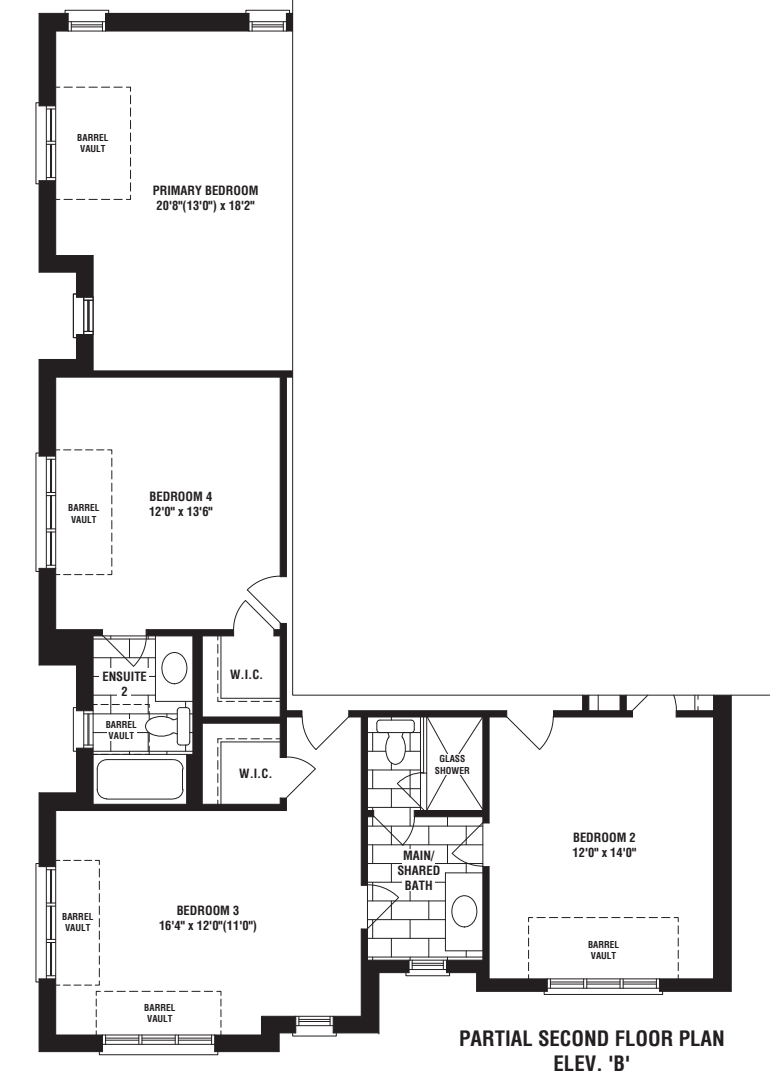 BARREL
VAULT
PRIMARY BEDROOM
20'8"(13'0") x 18'2"
BEDROOM 4
12'0" x 13'6"
BARREL
VAULT
ENSUITE
2
W.I.C.
BARREL
VAULT
W.I.C.
GLASS
SHOWER
BEDROOM 2
12'0" x 14'0"
MAIN/
SHARED
BATH
BEDROOM 3
16'4" x 12'0"(11'0")
BARREL
VAULT
BARREL
VAULT
BARREL
VAULT
PARTIAL SECOND FLOOR PLAN
ELEV. 'B'